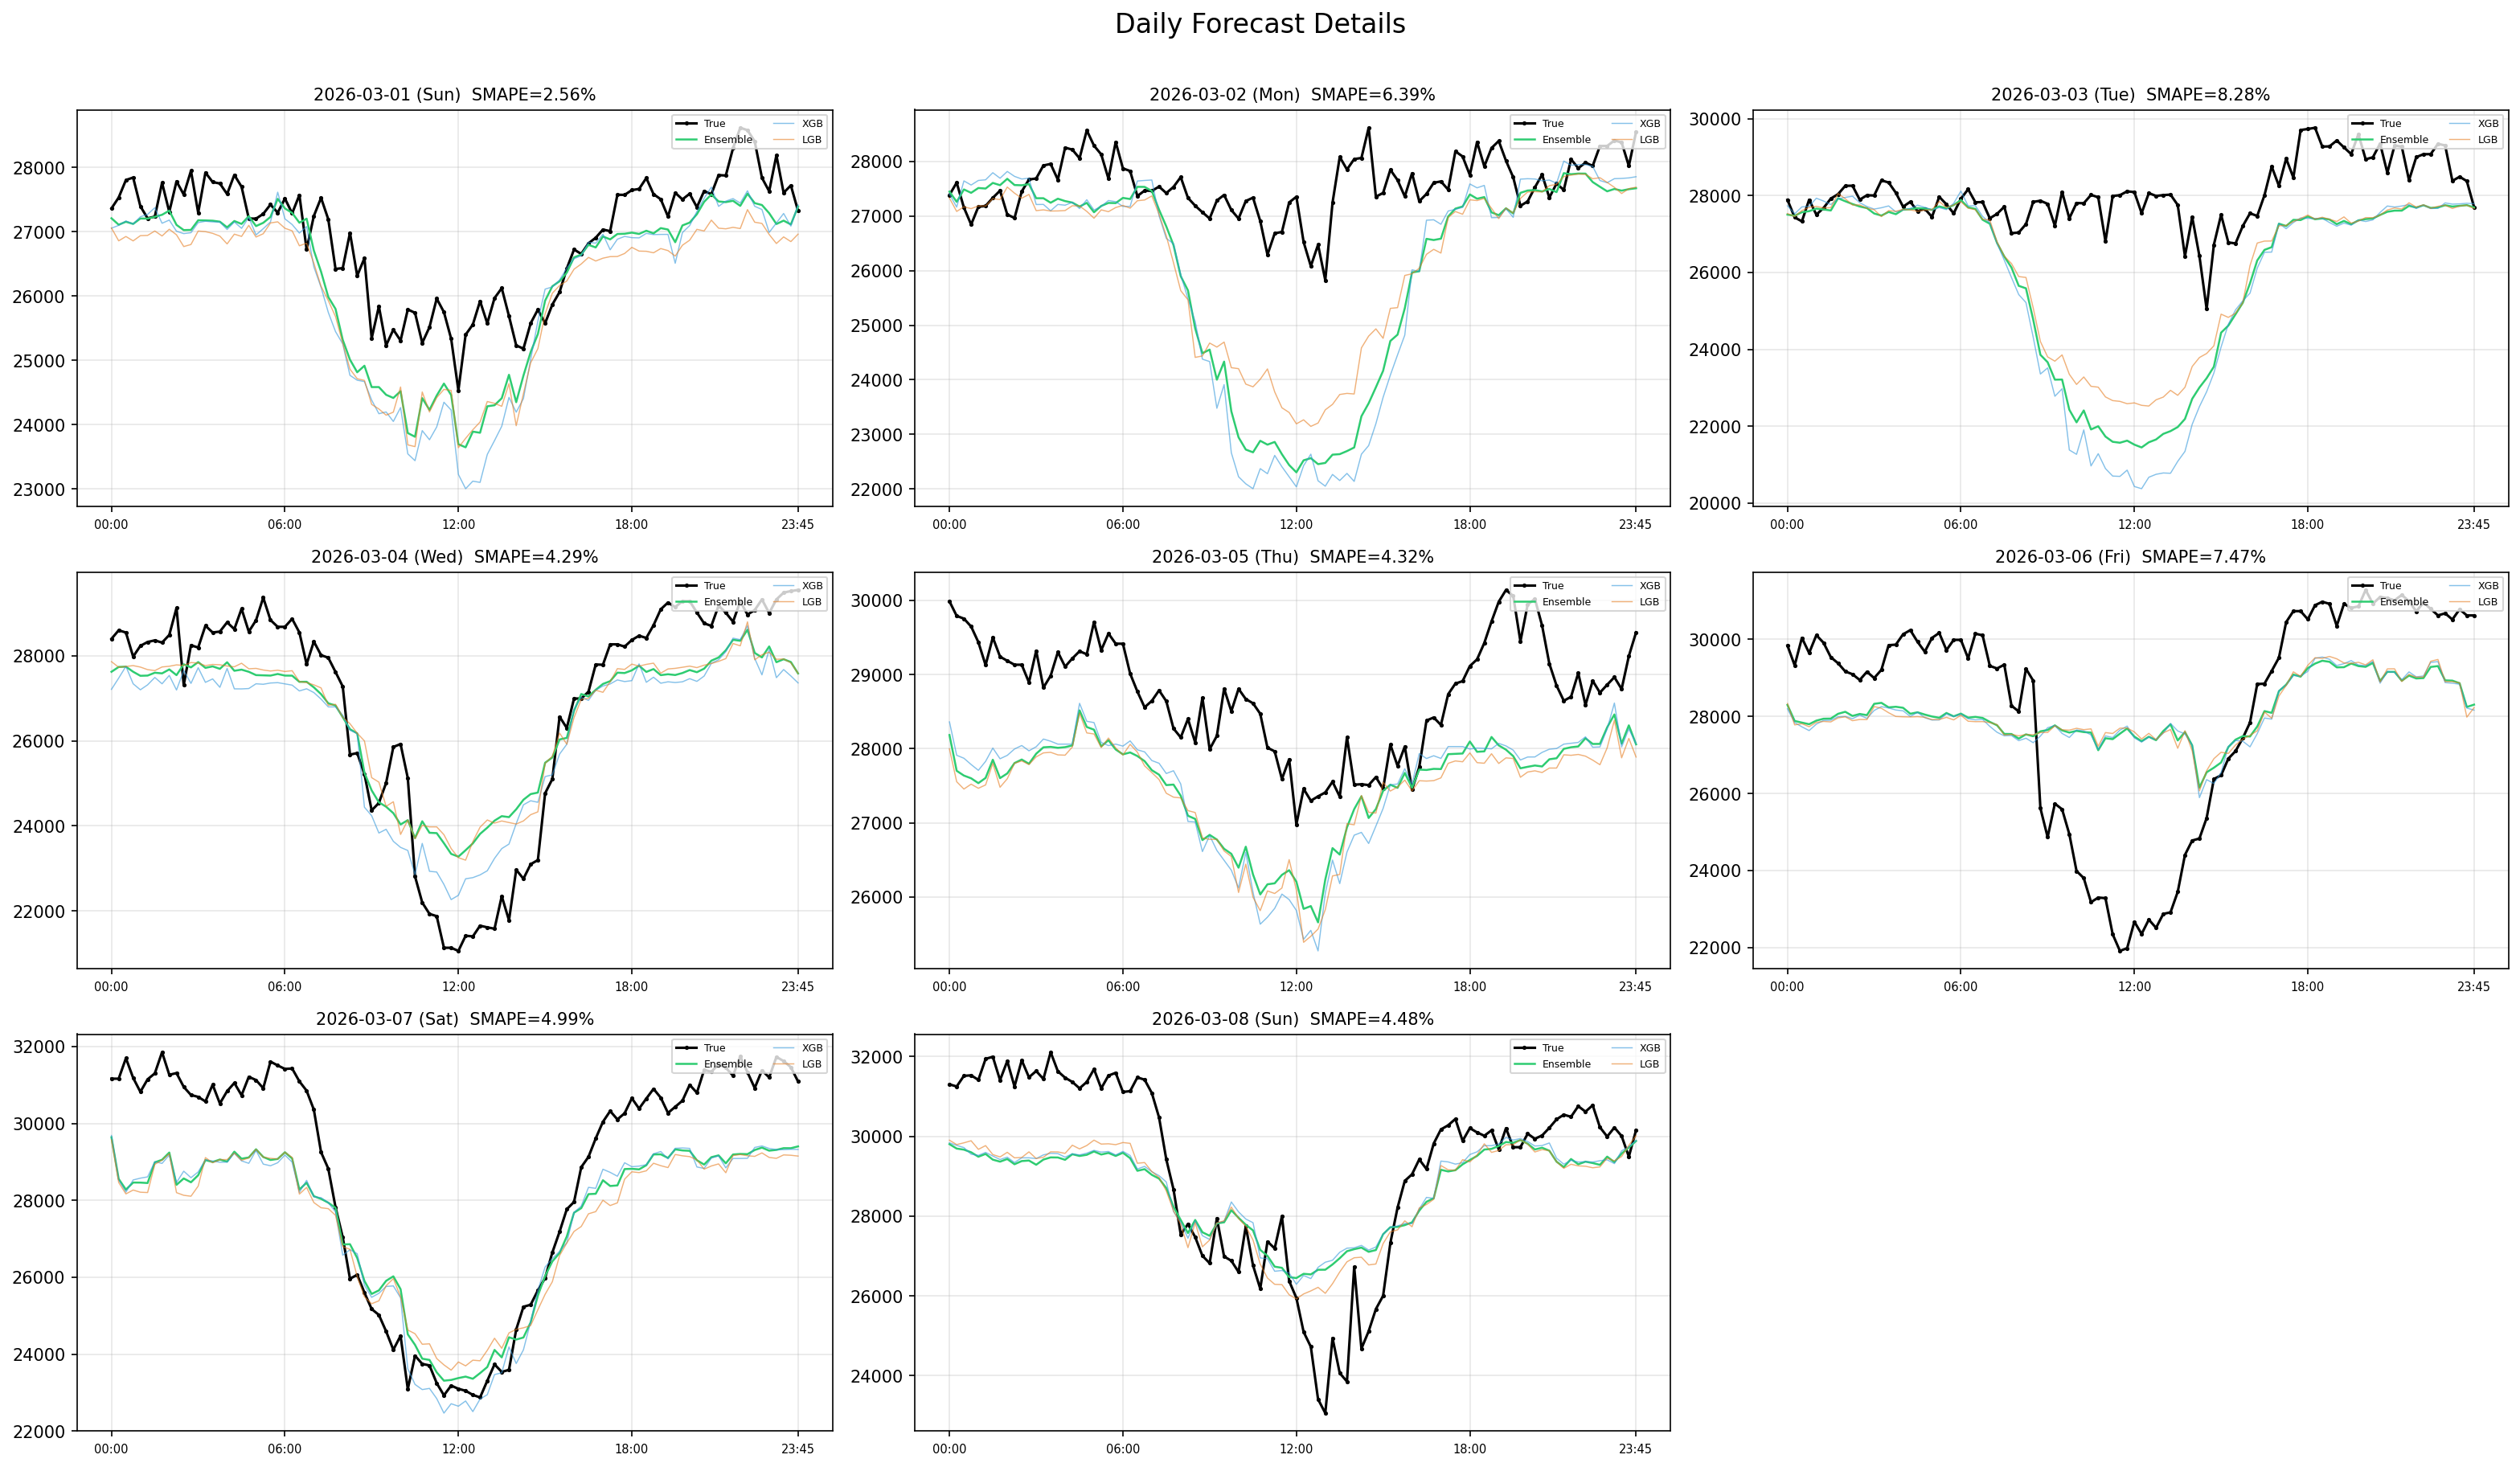 Daily Forecast Details
2026-03-01 (Sun)  SMAPE=2.56%
True XGB
Ensemble LGB
28000
27000
26000
25000
24000
23000
00:00 06:00 12:00 18:00 23:45
2026-03-02 (Mon)  SMAPE=6.39%
True XGB
Ensemble LGB
28000
27000
26000
25000
24000
23000
22000
00:00 06:00 12:00 18:00 23:45
2026-03-03 (Tue)  SMAPE=8.28%
True XGB
Ensemble LGB
30000
28000
26000
24000
22000
20000
00:00 06:00 12:00 18:00 23:45
2026-03-04 (Wed)  SMAPE=4.29%
True XGB
Ensemble LGB
28000
26000
24000
22000
00:00 06:00 12:00 18:00 23:45
2026-03-05 (Thu)  SMAPE=4.32%
True XGB
Ensemble LGB
30000
29000
28000
27000
26000
00:00 06:00 12:00 18:00 23:45
2026-03-06 (Fri)  SMAPE=7.47%
True XGB
Ensemble LGB
30000
28000
26000
24000
22000
00:00 06:00 12:00 18:00 23:45
2026-03-07 (Sat)  SMAPE=4.99%
True XGB
Ensemble LGB
32000
30000
28000
26000
24000
22000
00:00 06:00 12:00 18:00 23:45
2026-03-08 (Sun)  SMAPE=4.48%
True XGB
Ensemble LGB
32000
30000
28000
26000
24000
00:00 06:00 12:00 18:00 23:45